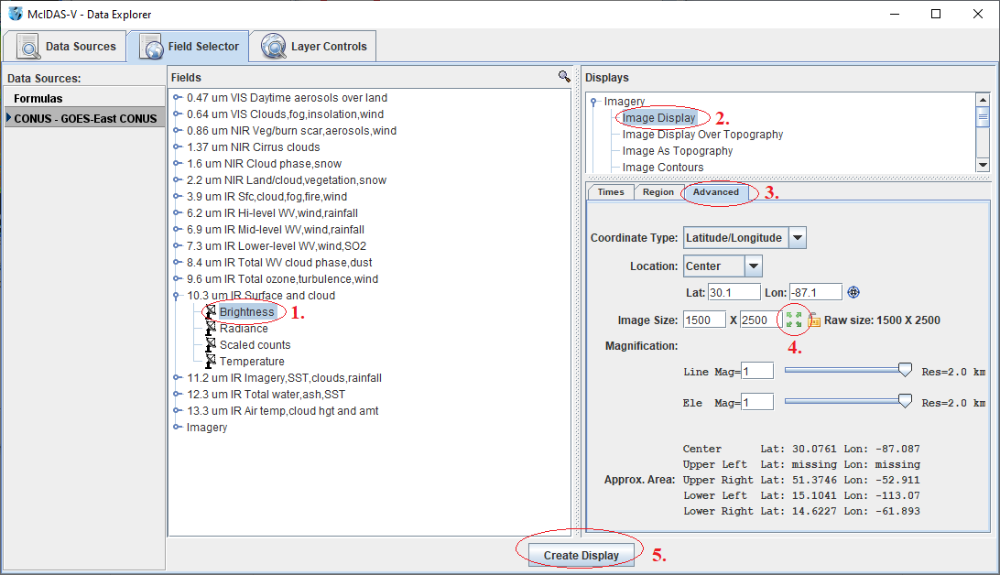 McIDAS-V - Data Explorer
Data Sources
Field Selector
Layer Controls
Data Sources:
Formulas
CONUS - GOES-East CONUS
Fields
0.47 um VIS Daytime aerosols over land
0.64 um VIS Clouds,fog,insolation,wind
0.86 um NIR Veg/burn scar,aerosols,wind
1.37 um NIR Cirrus clouds
1.6 um NIR Cloud phase,snow
2.2 um NIR Land/cloud,vegetation,snow
3.9 um IR Sfc,cloud,fog,fire,wind
6.2 um IR Hi-level WV,wind,rainfall
6.9 um IR Mid-level WV,wind,rainfall
7.3 um IR Lower-level WV,wind,SO2
8.4 um IR Total WV cloud phase,dust
9.6 um IR Total ozone,turbulence,wind
10.3 um IR Surface and cloud
Brightness 1.
Radiance
Scaled counts
Temperature
11.2 um IR Imagery,SST,clouds,rainfall
12.3 um IR Total water,ash,SST
13.3 um IR Air temp,cloud hgt and amt
Imagery
Displays
Imagery
Image Display 2.
Image Display Over Topography
Image As Topography
Image Contours
Times Region Advanced 3.
Coordinate Type: Latitude/Longitude
Location: Center
Lat: 30.1 Lon: -87.1
Image Size: 1500 X 2500 Raw size: 1500 X 2500
4.
Magnification:
Line Mag=1 Res=2.0 km
Ele Mag=1 Res=2.0 km
Approx. Area:
Center Lat: 30.0761 Lon: -87.087
Upper Left Lat: missing Lon: missing
Upper Right Lat: 51.3746 Lon: -52.911
Lower Left Lat: 15.1041 Lon: -113.07
Lower Right Lat: 14.6227 Lon: -61.893
Create Display 5.